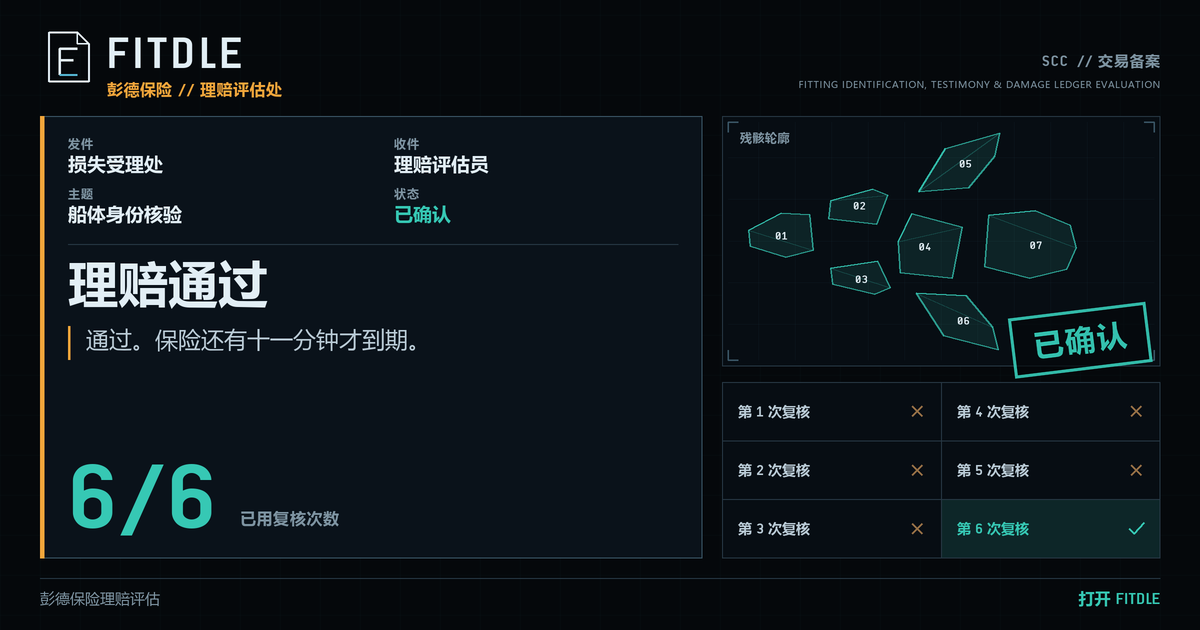 FITDLE
彭德保险 // 理赔评估处
SCC // 交易备案
FITTING IDENTIFICATION, TESTIMONY & DAMAGE LEDGER EVALUATION
发件
损失受理处
收件
理赔评估员
主题
船体身份核验
状态
已确认
理赔通过
通过。保险还有十一分钟才到期。
6/6
已用复核次数
残骸轮廓
01
02
03
04
05
06
07
已确认
第 1 次复核
第 2 次复核
第 3 次复核
第 4 次复核
第 5 次复核
第 6 次复核
彭德保险理赔评估
打开 FITDLE